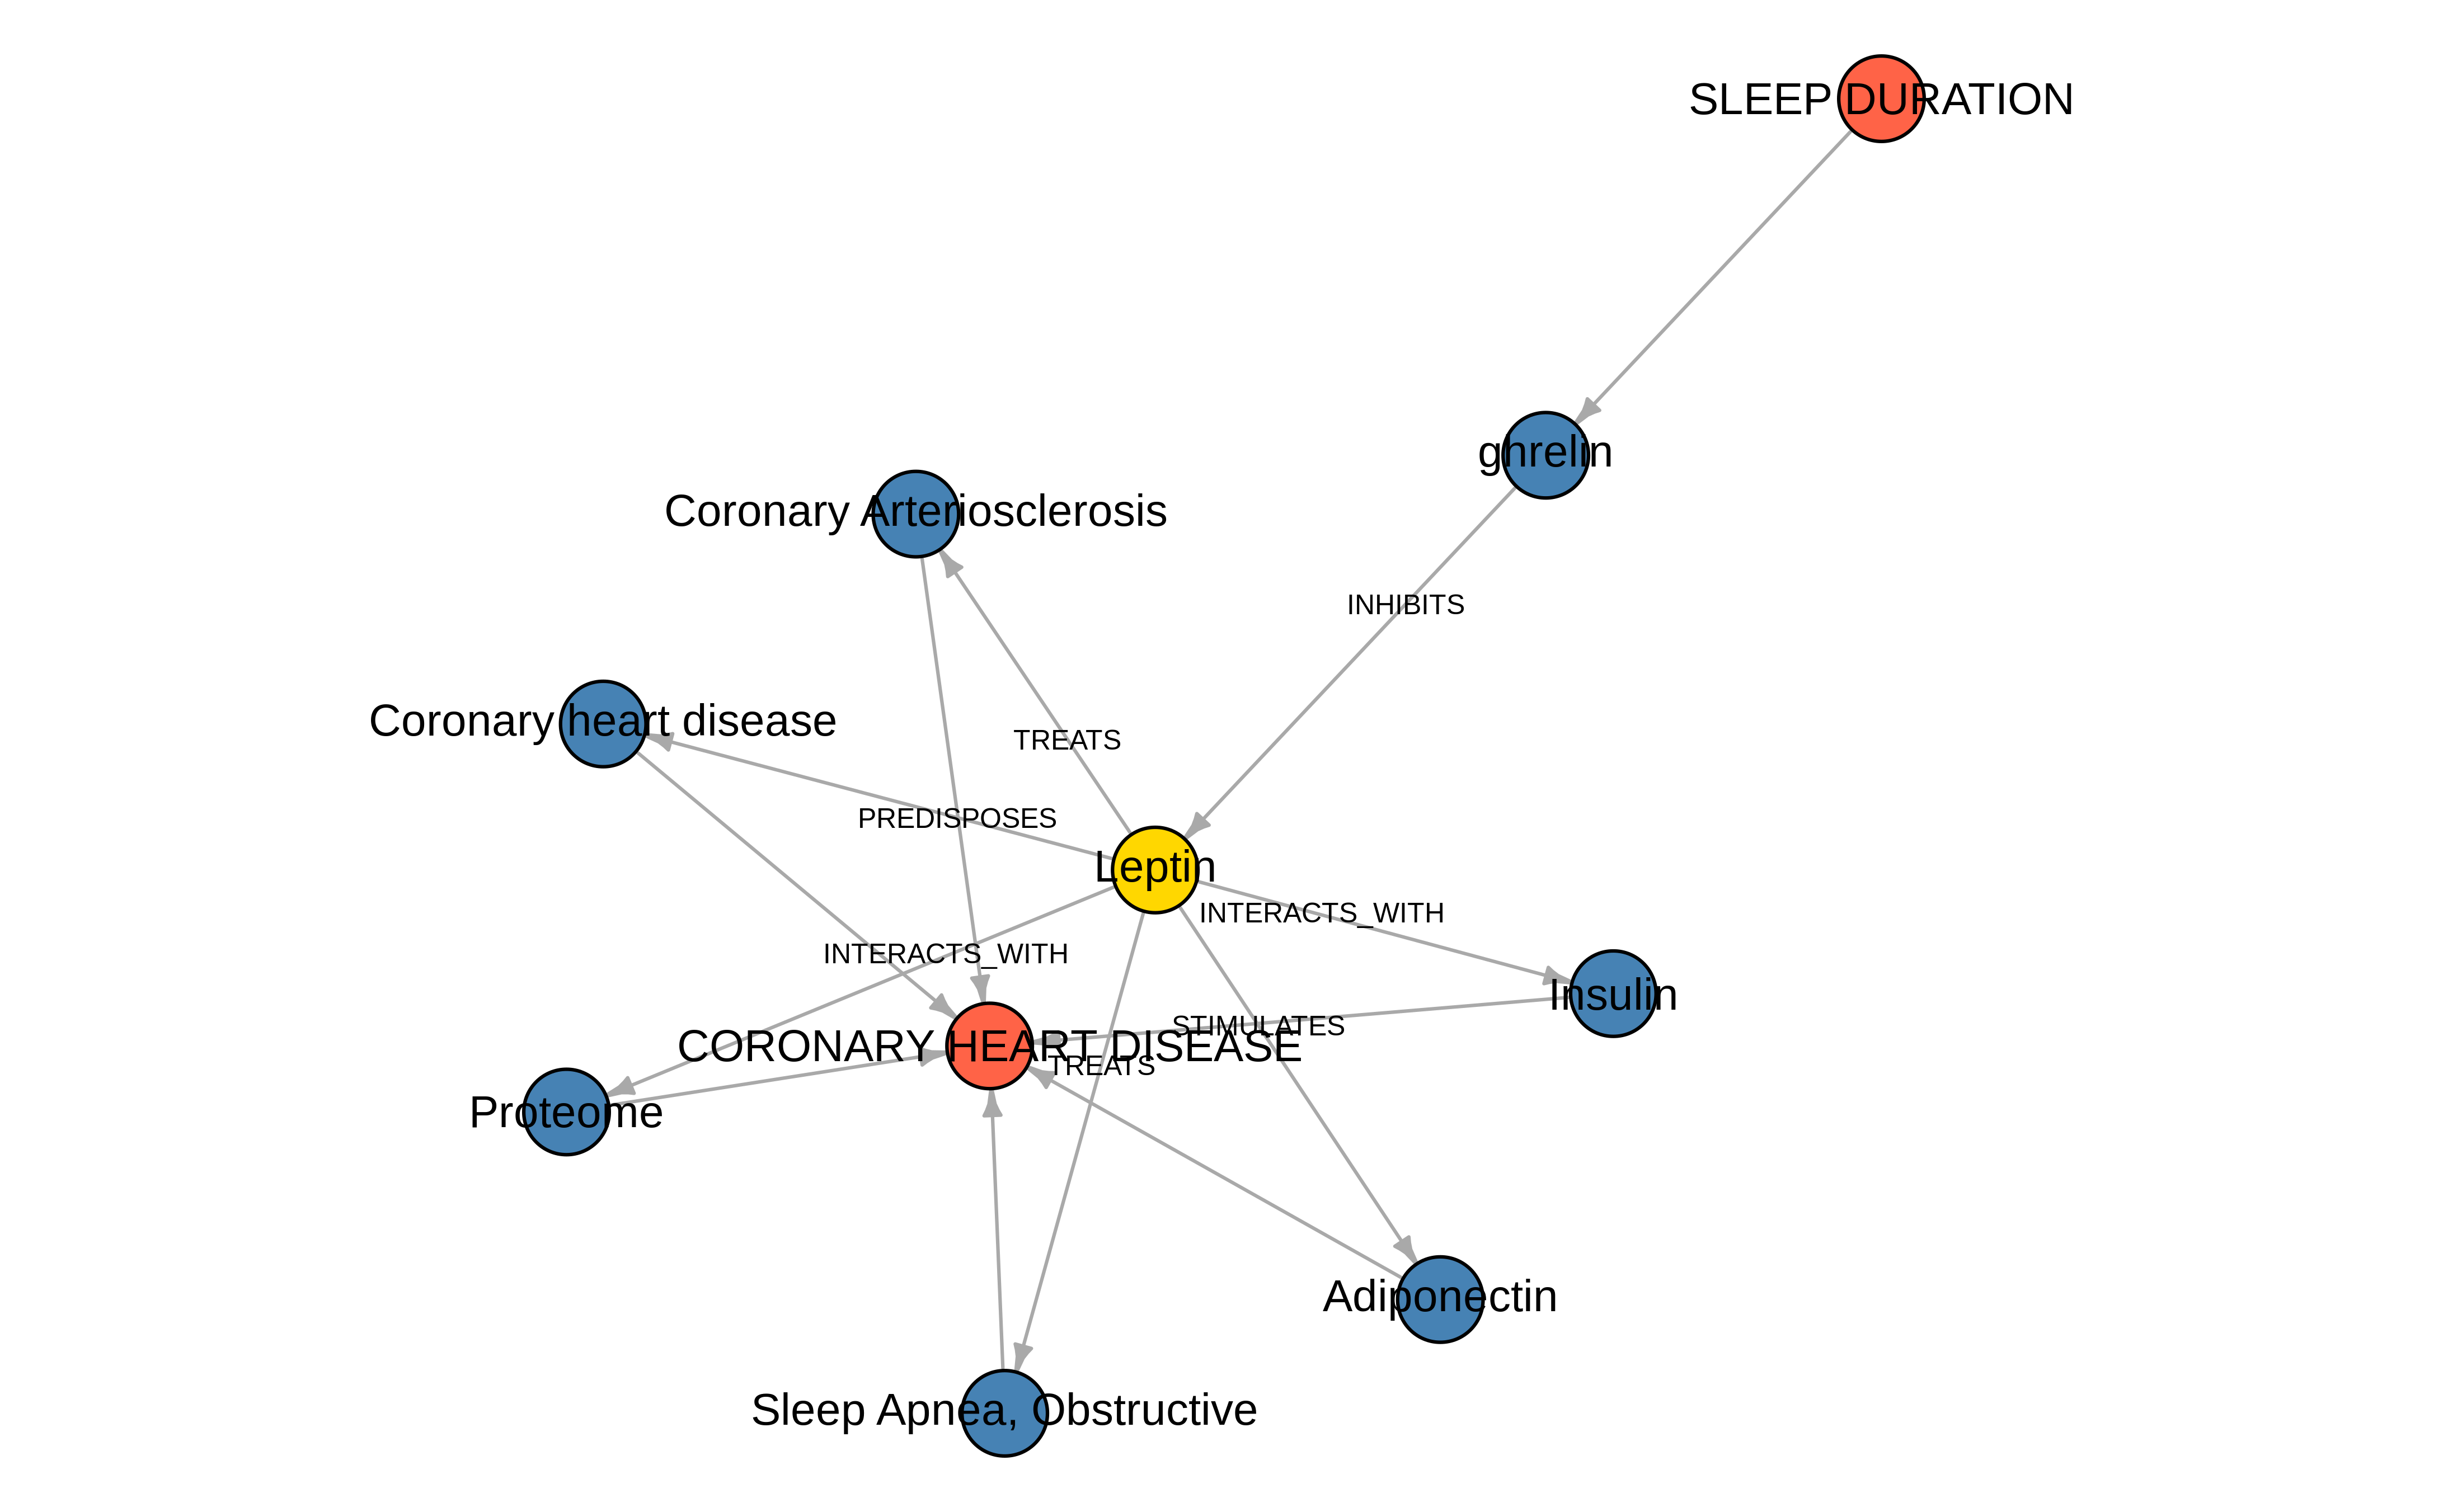 SLEEP DURATION
ghrelin
Coronary Arteriosclerosis
INHIBITS
Coronary heart disease
TREATS
PREDISPOSES
Leptin
INTERACTS_WITH
INTERACTS_WITH
Insulin
STIMULATES
CORONARY HEART DISEASE
TREATS
Proteome
Adiponectin
Sleep Apnea, Obstructive